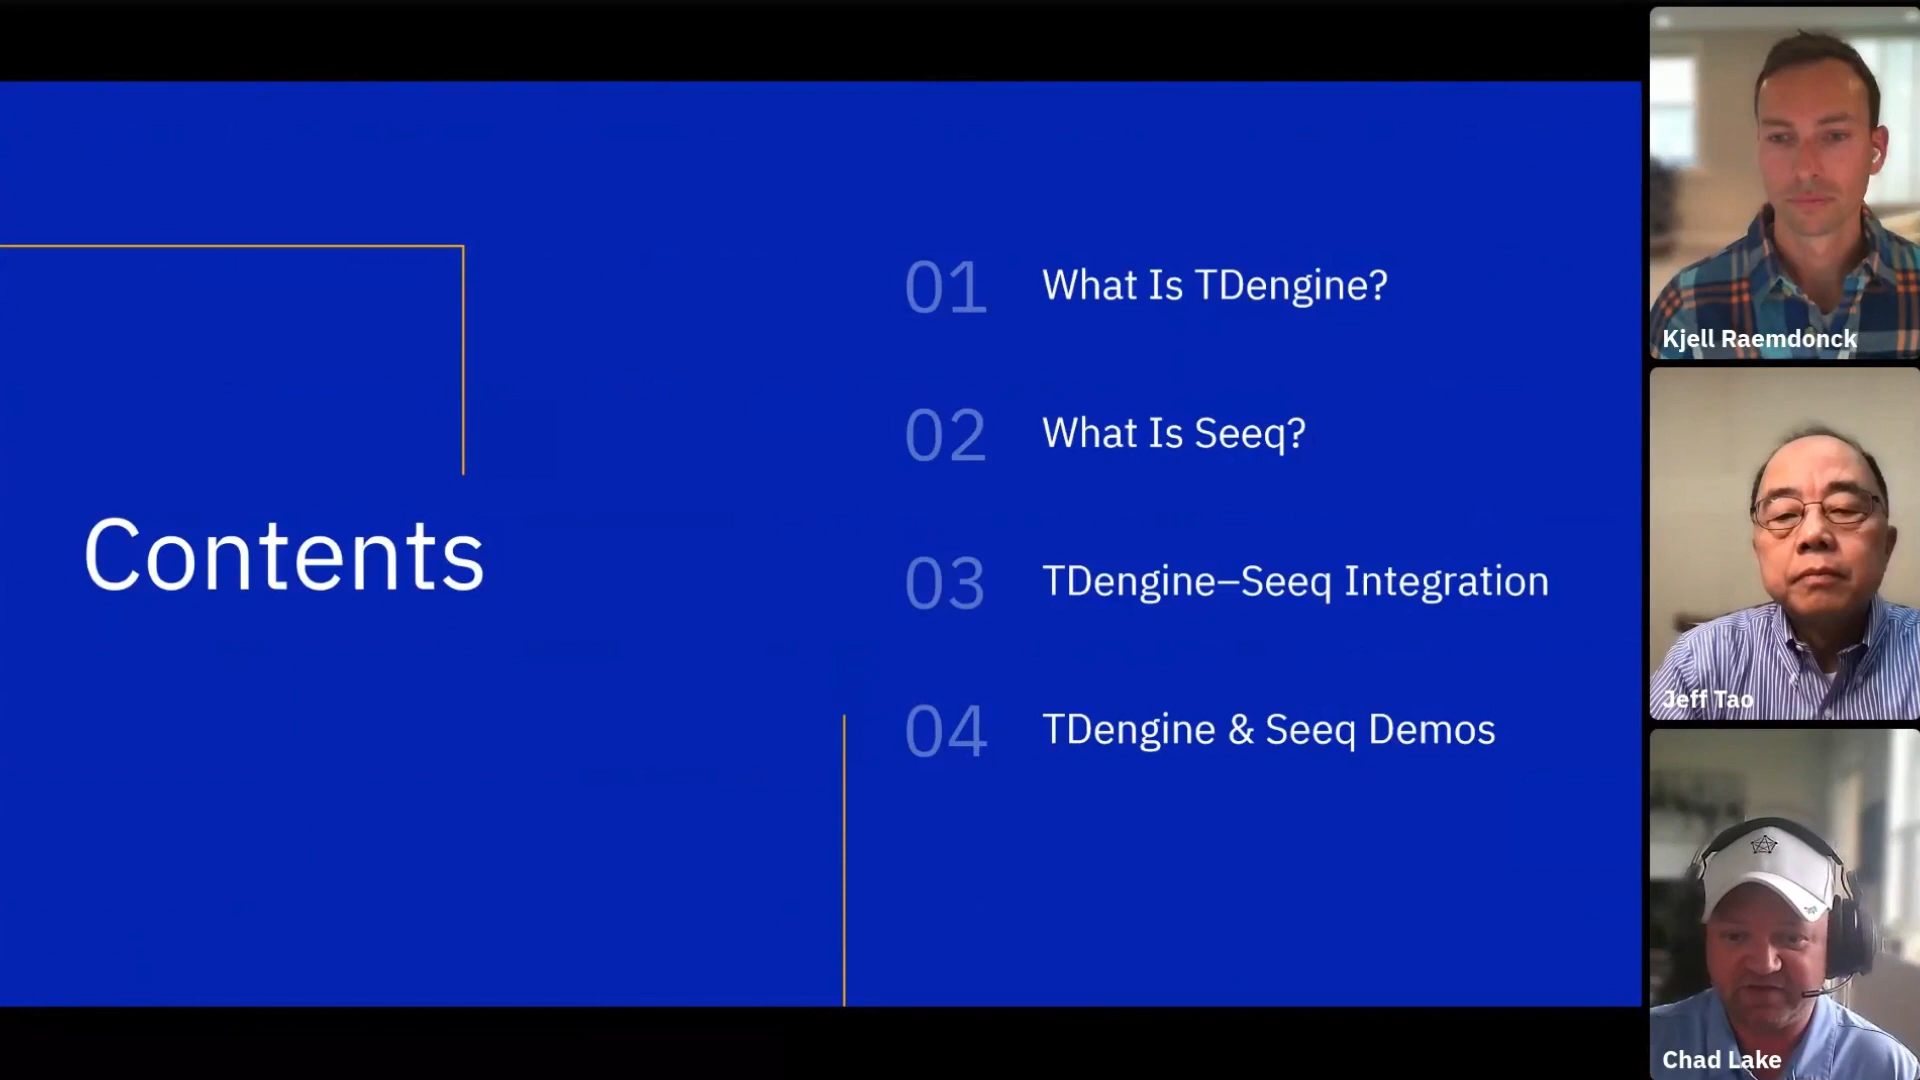 Contents
01 What Is TDengine?
02 What Is Seeq?
03 TDengine–Seeq Integration
04 TDengine & Seeq Demos
Kjell Raemdonck
Jeff Tao
Chad Lake